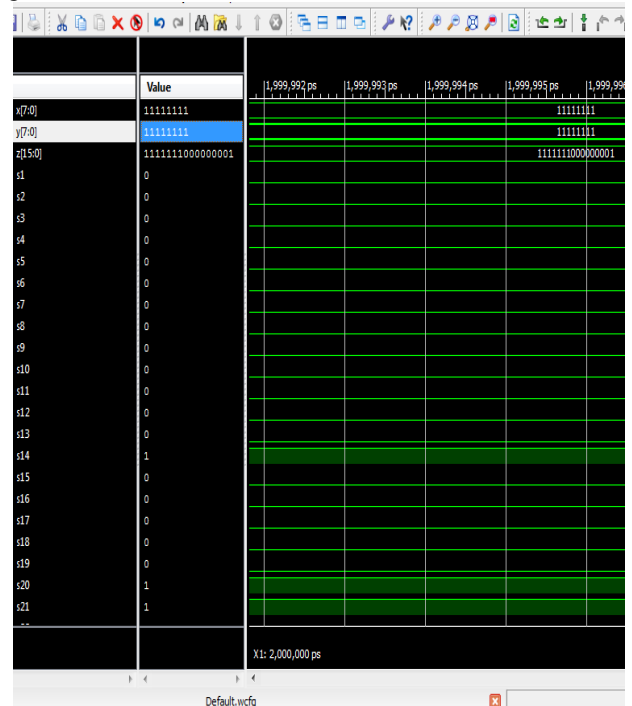 Value
1,999,992 ps 1,999,993 ps 1,999,994 ps 1,999,995 ps 1,999,996
x[7:0] 11111111 11111111
y[7:0] 11111111 11111111
z[15:0] 1111111000000001 1111111000000001
s1 0
s2 0
s3 0
s4 0
s5 0
s6 0
s7 0
s8 0
s9 0
s10 0
s11 0
s12 0
s13 0
s14 1
s15 0
s16 0
s17 0
s18 0
s19 0
s20 1
s21 1
X1: 2,000,000 ps
Default.wcfg